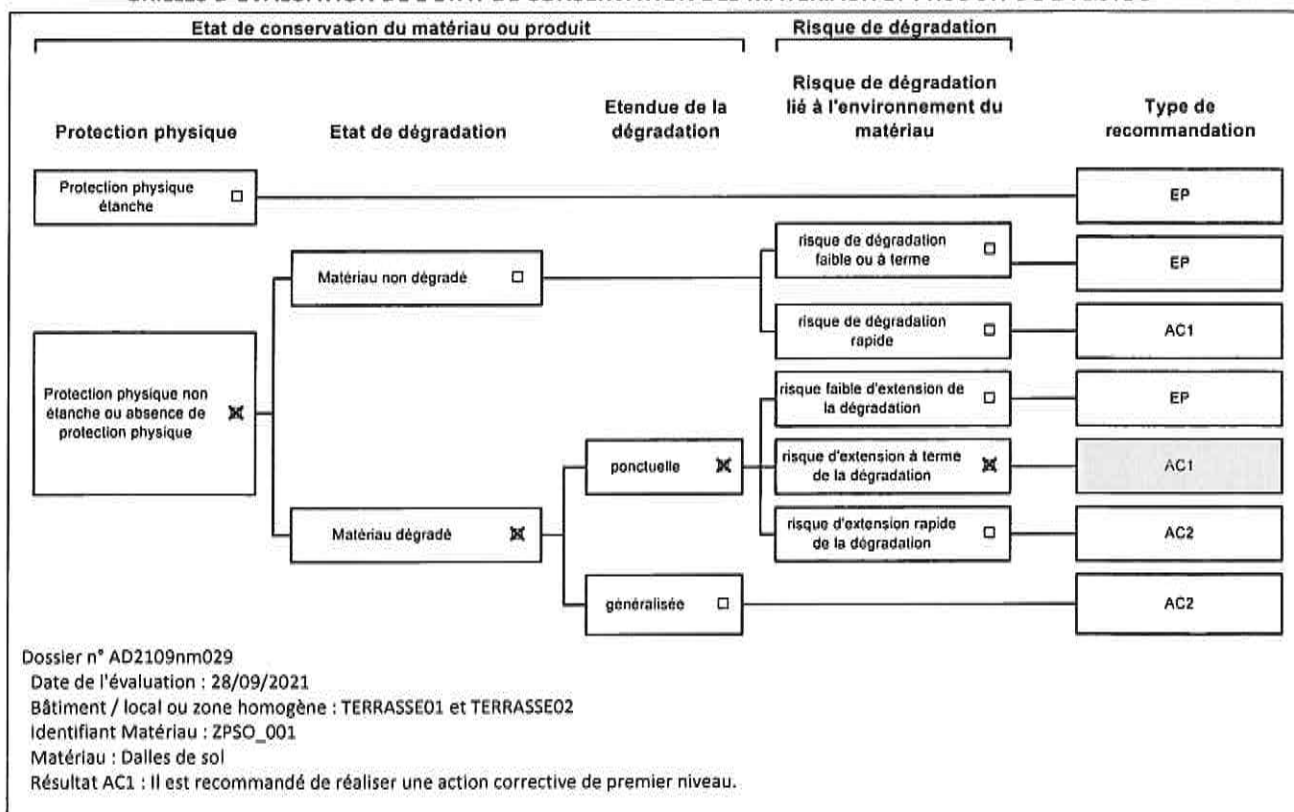 Etat de conservation du matériau ou produit
Risque de dégradation
Protection physique
Etat de dégradation
Etendue de la
dégradation
Risque de dégradation
lié à l'environnement du
matériau
Type de
recommandation
Protection physique
étanche
EP
Matériau non dégradé
risque de dégradation
faible ou à terme
EP
risque de dégradation
rapide
AC1
Protection physique non
étanche ou absence de
protection physique
risque faible d'extension de
la dégradation
EP
ponctuelle
risque d'extension à terme
de la dégradation
AC1
Matériau dégradé
risque d'extension rapide
de la dégradation
AC2
généralisée
AC2
Dossier n° AD2109nm029
Date de l'évaluation : 28/09/2021
Bâtiment / local ou zone homogène : TERRASSE01 et TERRASSE02
Identifiant Matériau : ZPSO_001
Matériau : Dalles de sol
Résultat AC1 : Il est recommandé de réaliser une action corrective de premier niveau.